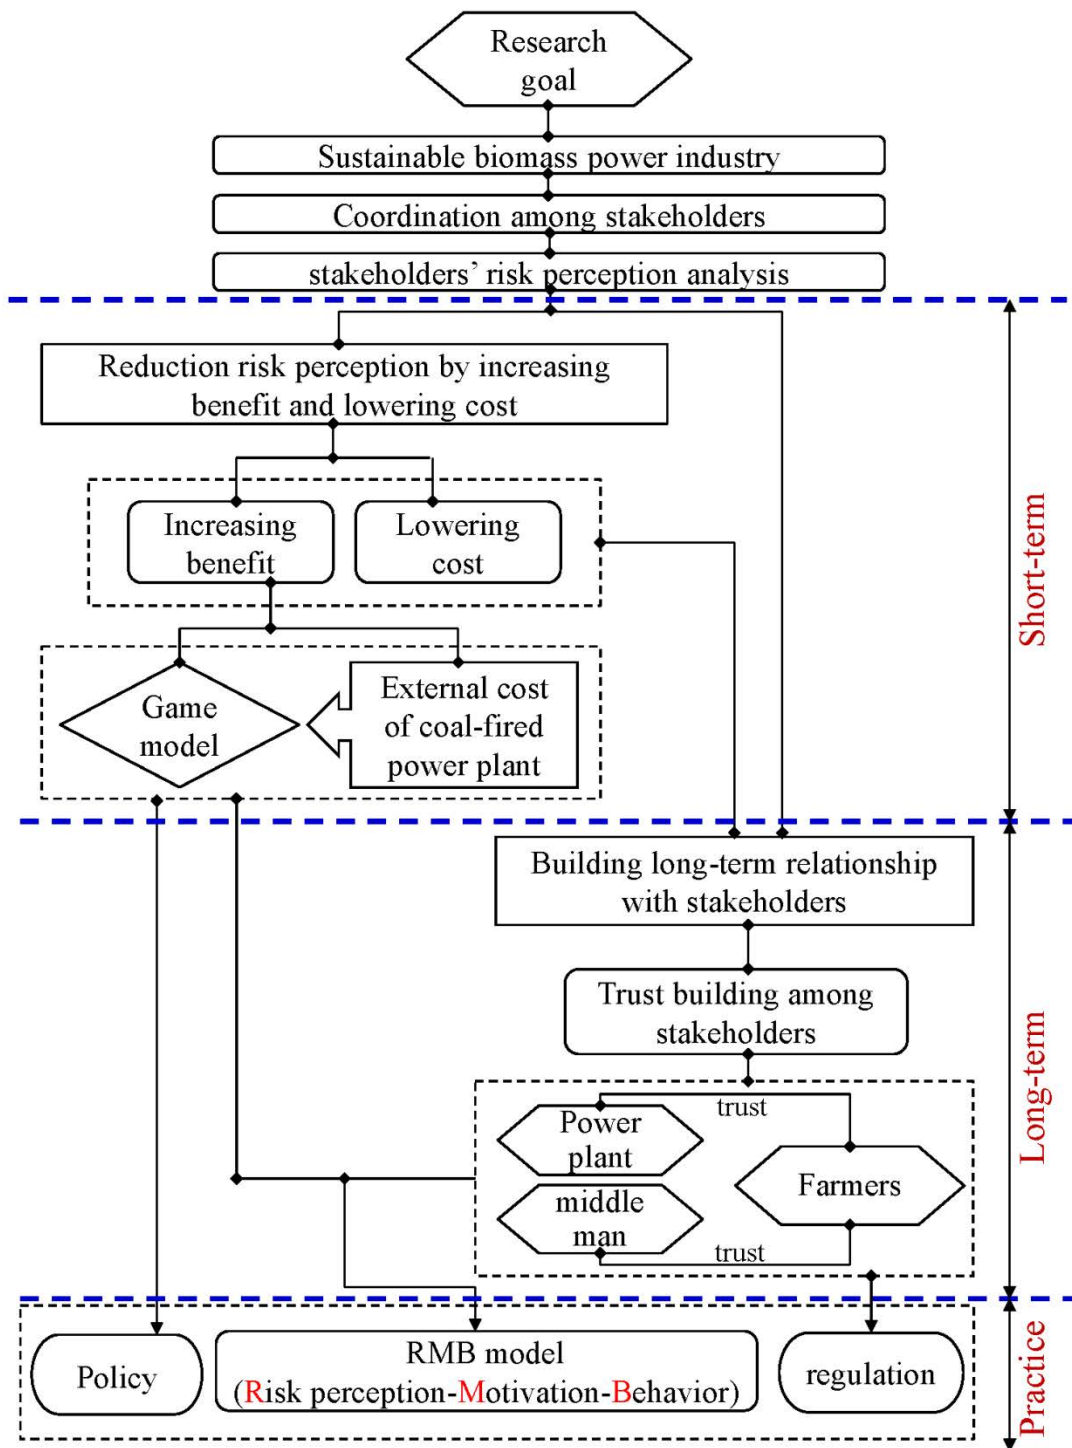 Research
goal
Sustainable biomass power industry
Coordination among stakeholders
stakeholders’ risk perception analysis
Reduction risk perception by increasing
benefit and lowering cost
Increasing
benefit
Lowering
cost
Short-term
Game
model
External cost
of coal-fired
power plant
Building long-term relationship
with stakeholders
Trust building among
stakeholders
Long-term
trust
Power
plant
Farmers
middle
man
trust
Policy
RMB model
(Risk perception-Motivation-Behavior)
regulation
Practice